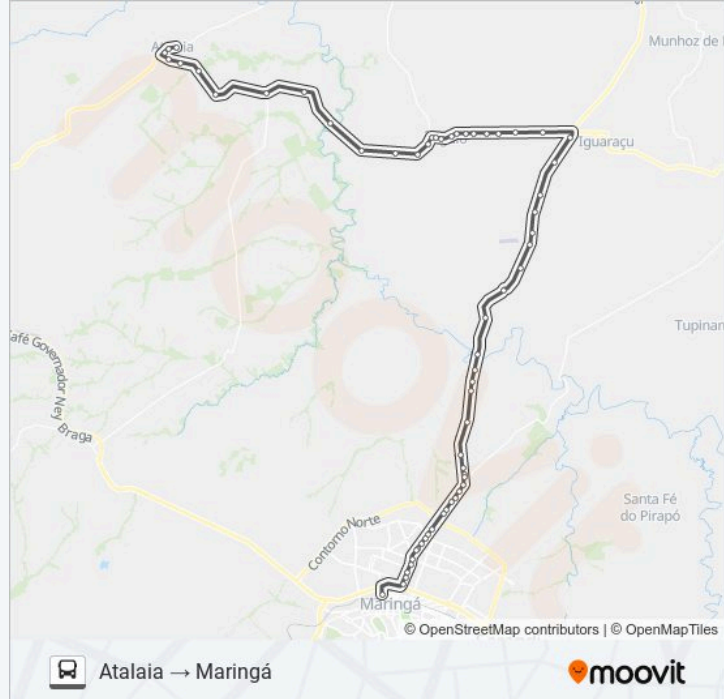 Atalaia
Munhoz de
Iguaraçu
Tupinam
afé Governador Ney Braga
Santa Fé
do Pirapó
Contorno Norte
Maringá
© OpenStreetMap contributors | © OpenMapTiles
Atalaia → Maringá
moovit